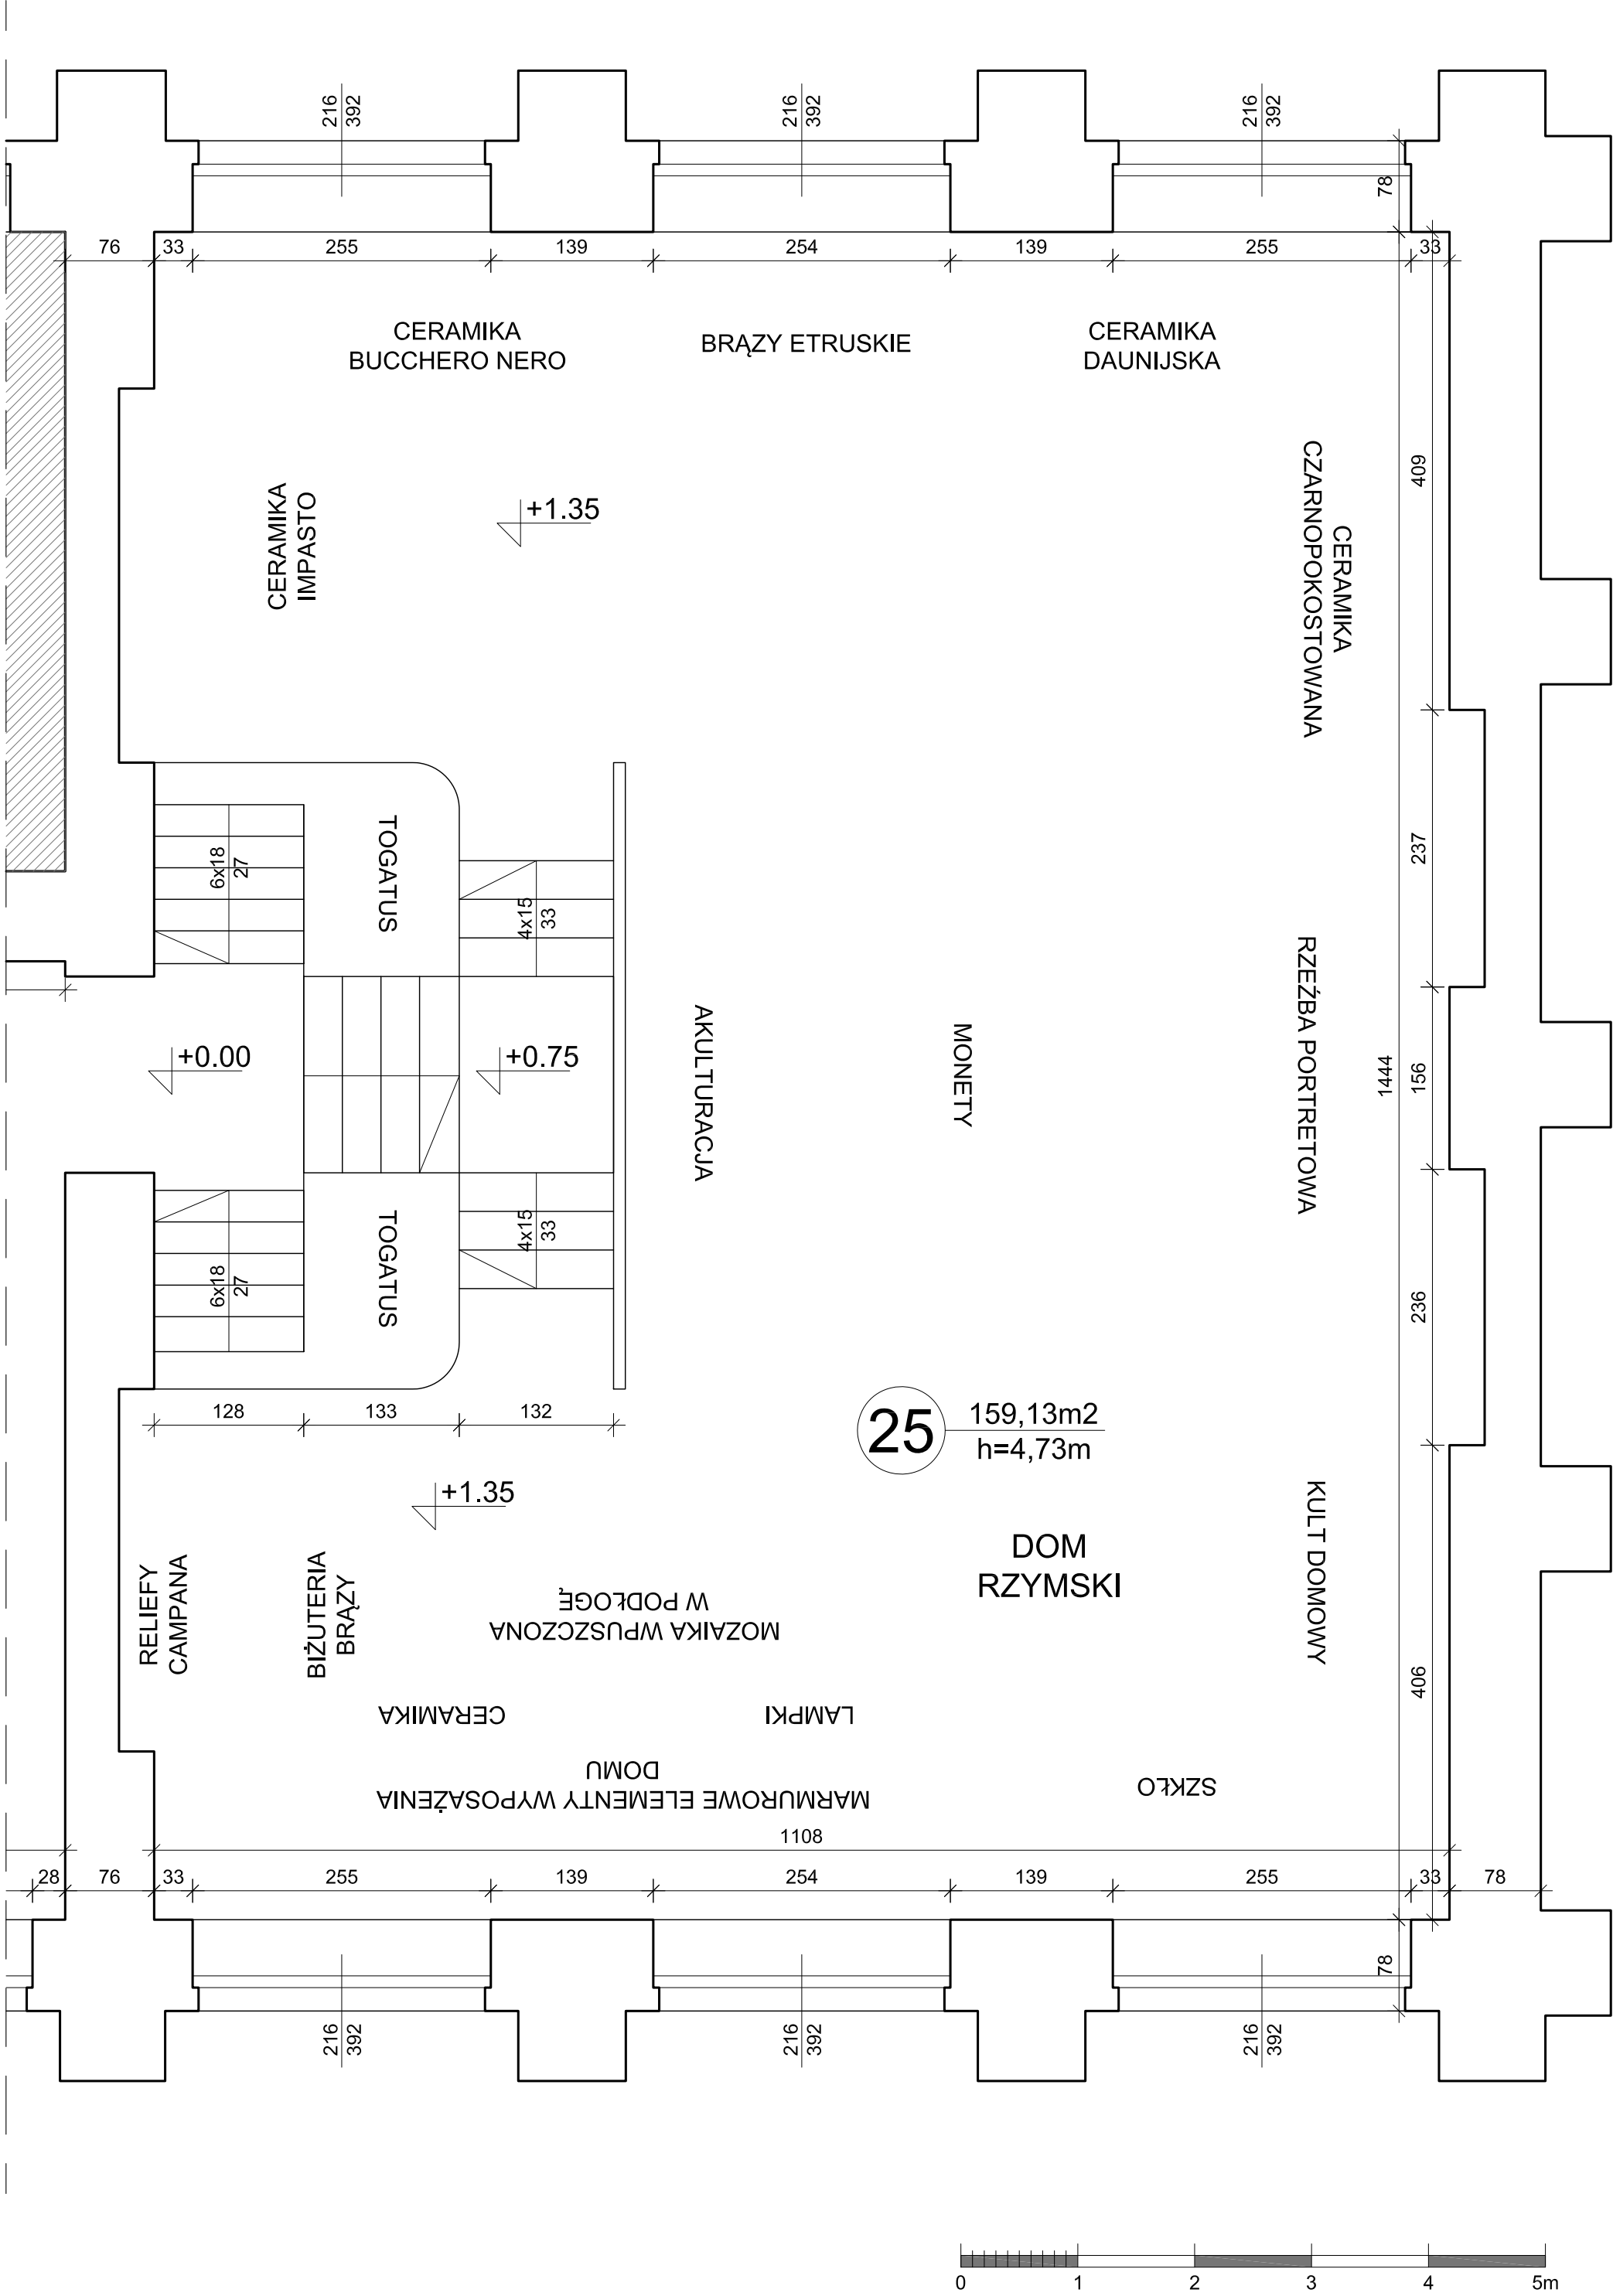 216
392
216
392
216
392
78
76
33
255
139
254
139
255
33
CERAMIKA
BUCCHERO NERO
BRĄZY ETRUSKIE
CERAMIKA
DAUNIJSKA
CERAMIKA
IMPASTO
+1.35
CERAMIKA
CZARNOPOKOSTOWANA
409
6x18
27
TOGATUS
4x15
33
237
+0.00
+0.75
AKULTURACJA
MONETY
RZEŹBA PORTRETOWA
1444
156
6x18
27
TOGATUS
4x15
33
236
128
133
132
25
159,13m2
h=4,73m
+1.35
DOM
RZYMSKI
KULT DOMOWY
RELIEFY
CAMPANA
BIŻUTERIA
BRĄZY
MOZAIKA WPUSZCZONA
W PODŁOGĘ
406
CERAMIKA
LAMPKI
MARMUROWE ELEMENTY WYPOSAŻENIA
DOMU
SZKŁO
1108
28
76
33
255
139
254
139
255
33
78
78
216
392
216
392
216
392
0
1
2
3
4
5m